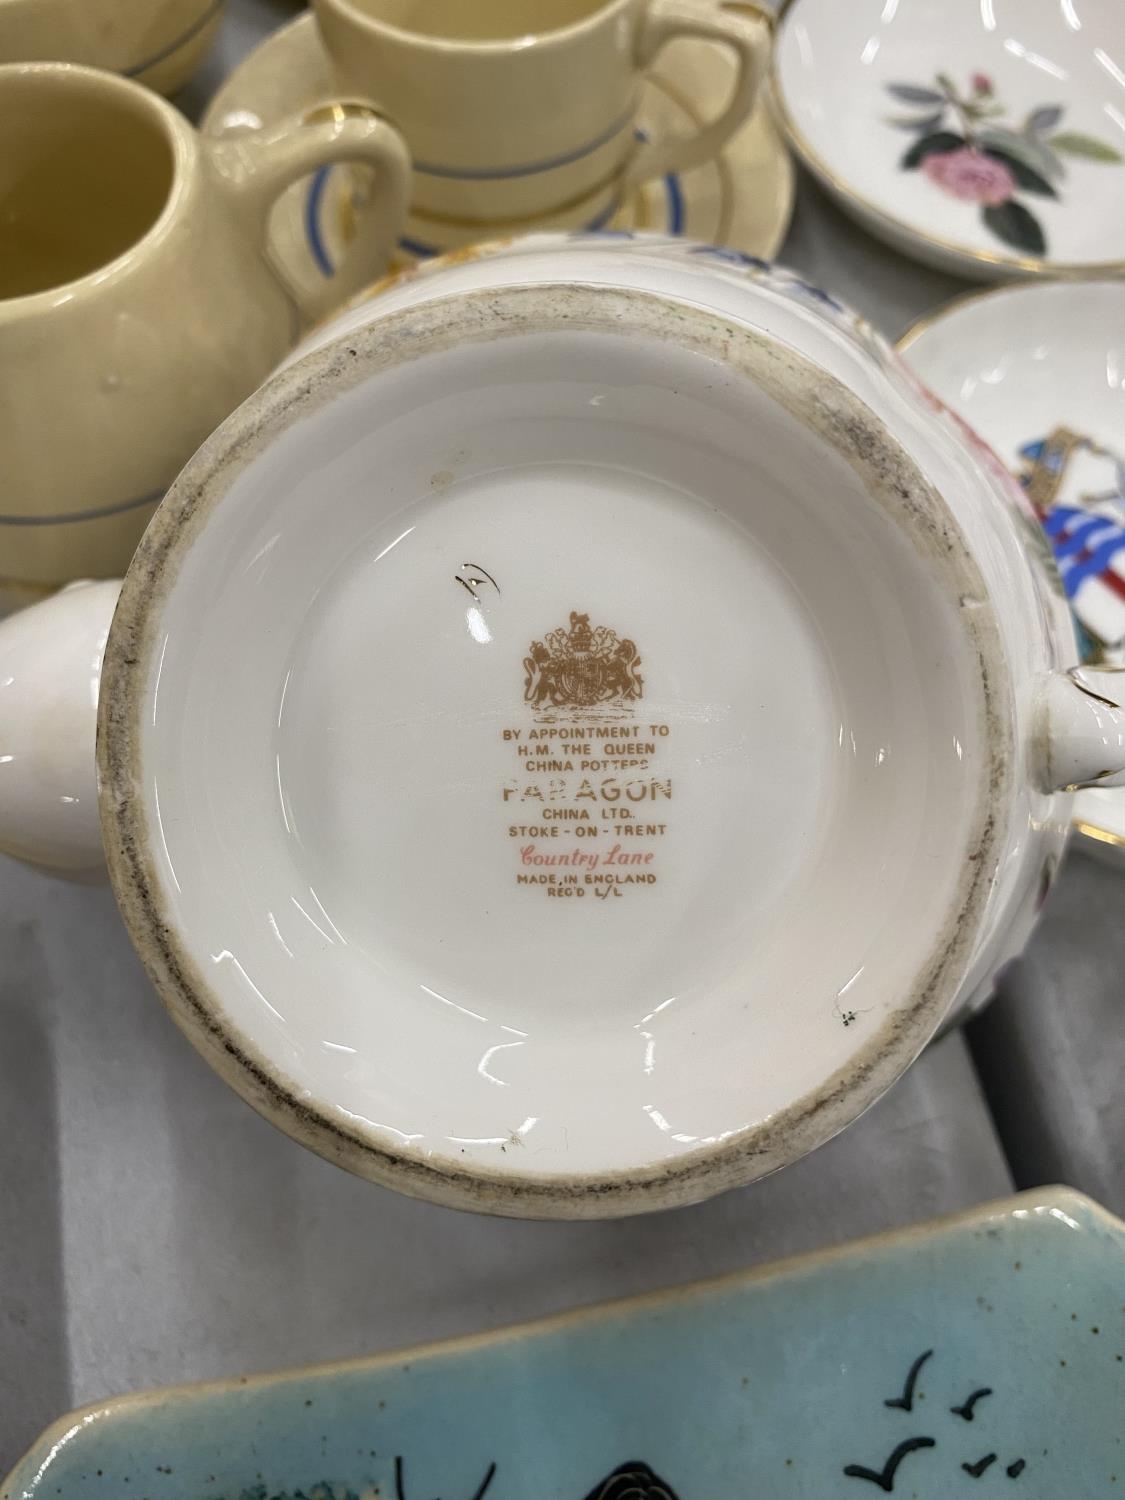 BY APPOINTMENT TO
H.M. THE QUEEN
CHINA POTTERS
PARAGON
CHINA LTD.
STOKE-ON-TRENT
Country Lane
MADE IN ENGLAND
REG'D L/L